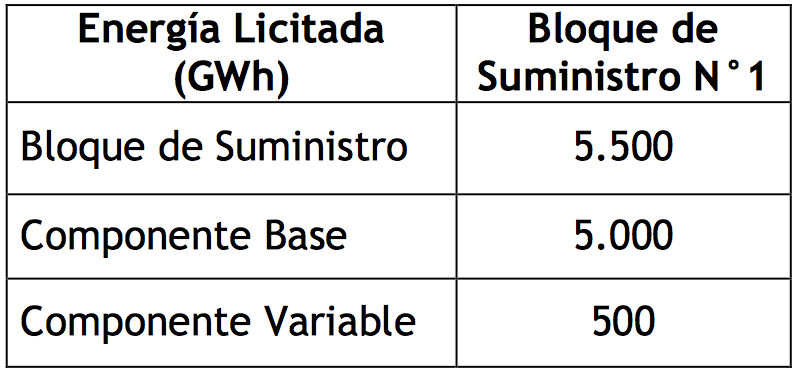 Energía Licitada
(GWh)
Bloque de
Suministro N°1
Bloque de Suministro
5.500
Componente Base
5.000
Componente Variable
500